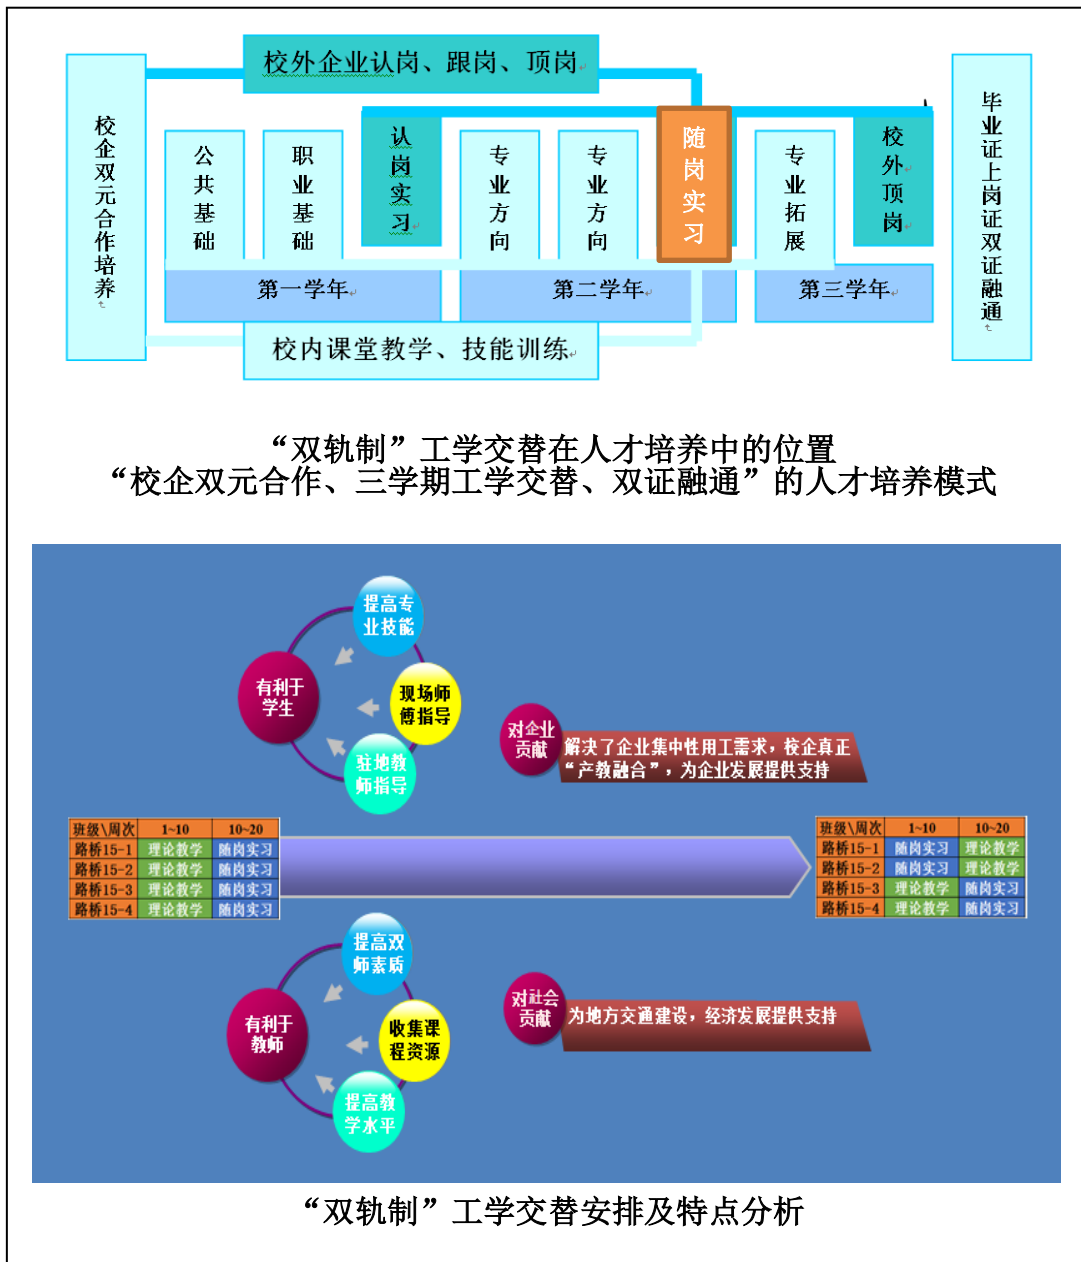 校外企业认岗、跟岗、顶岗
校企双元合作培养
公共基础
职业基础
认岗实习
专业方向
专业方向
随岗实习
专业拓展
校外顶岗
毕业证上岗证双证融通
第一学年
第二学年
第三学年
校内课堂教学、技能训练
“双轨制”工学交替在人才培养中的位置
“校企双元合作、三学期工学交替、双证融通”的人才培养模式
提高专
业技能
有利于
学生
现场师
傅指导
驻地教
师指导
对企业
贡献
解决了企业集中性用工需求，校企真正
“产教融合”，为企业发展提供支持
班级\周次 1~10 10~20
路桥15-1 理论教学 随岗实习
路桥15-2 理论教学 随岗实习
路桥15-3 理论教学 随岗实习
路桥15-4 理论教学 随岗实习
班级\周次 1~10 10~20
路桥15-1 随岗实习 理论教学
路桥15-2 随岗实习 理论教学
路桥15-3 理论教学 随岗实习
路桥15-4 理论教学 随岗实习
提高双
师素质
有利于
教师
收集课
程资源
提高教
学水平
对社会
贡献
为地方交通建设，经济发展提供支持
“双轨制”工学交替安排及特点分析